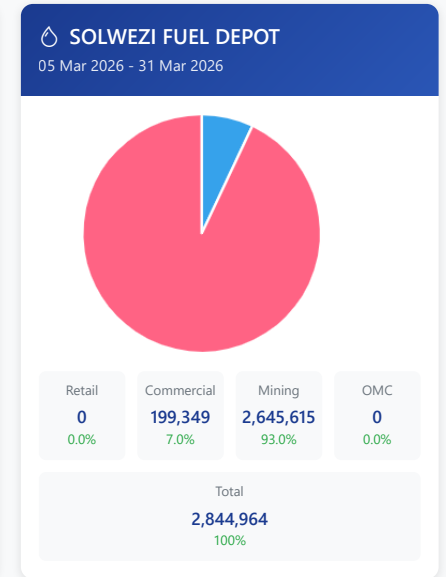 SOLWEZI FUEL DEPOT
05 Mar 2026 - 31 Mar 2026
Retail
0
0.0%
Commercial
199,349
7.0%
Mining
2,645,615
93.0%
OMC
0
0.0%
Total
2,844,964
100%